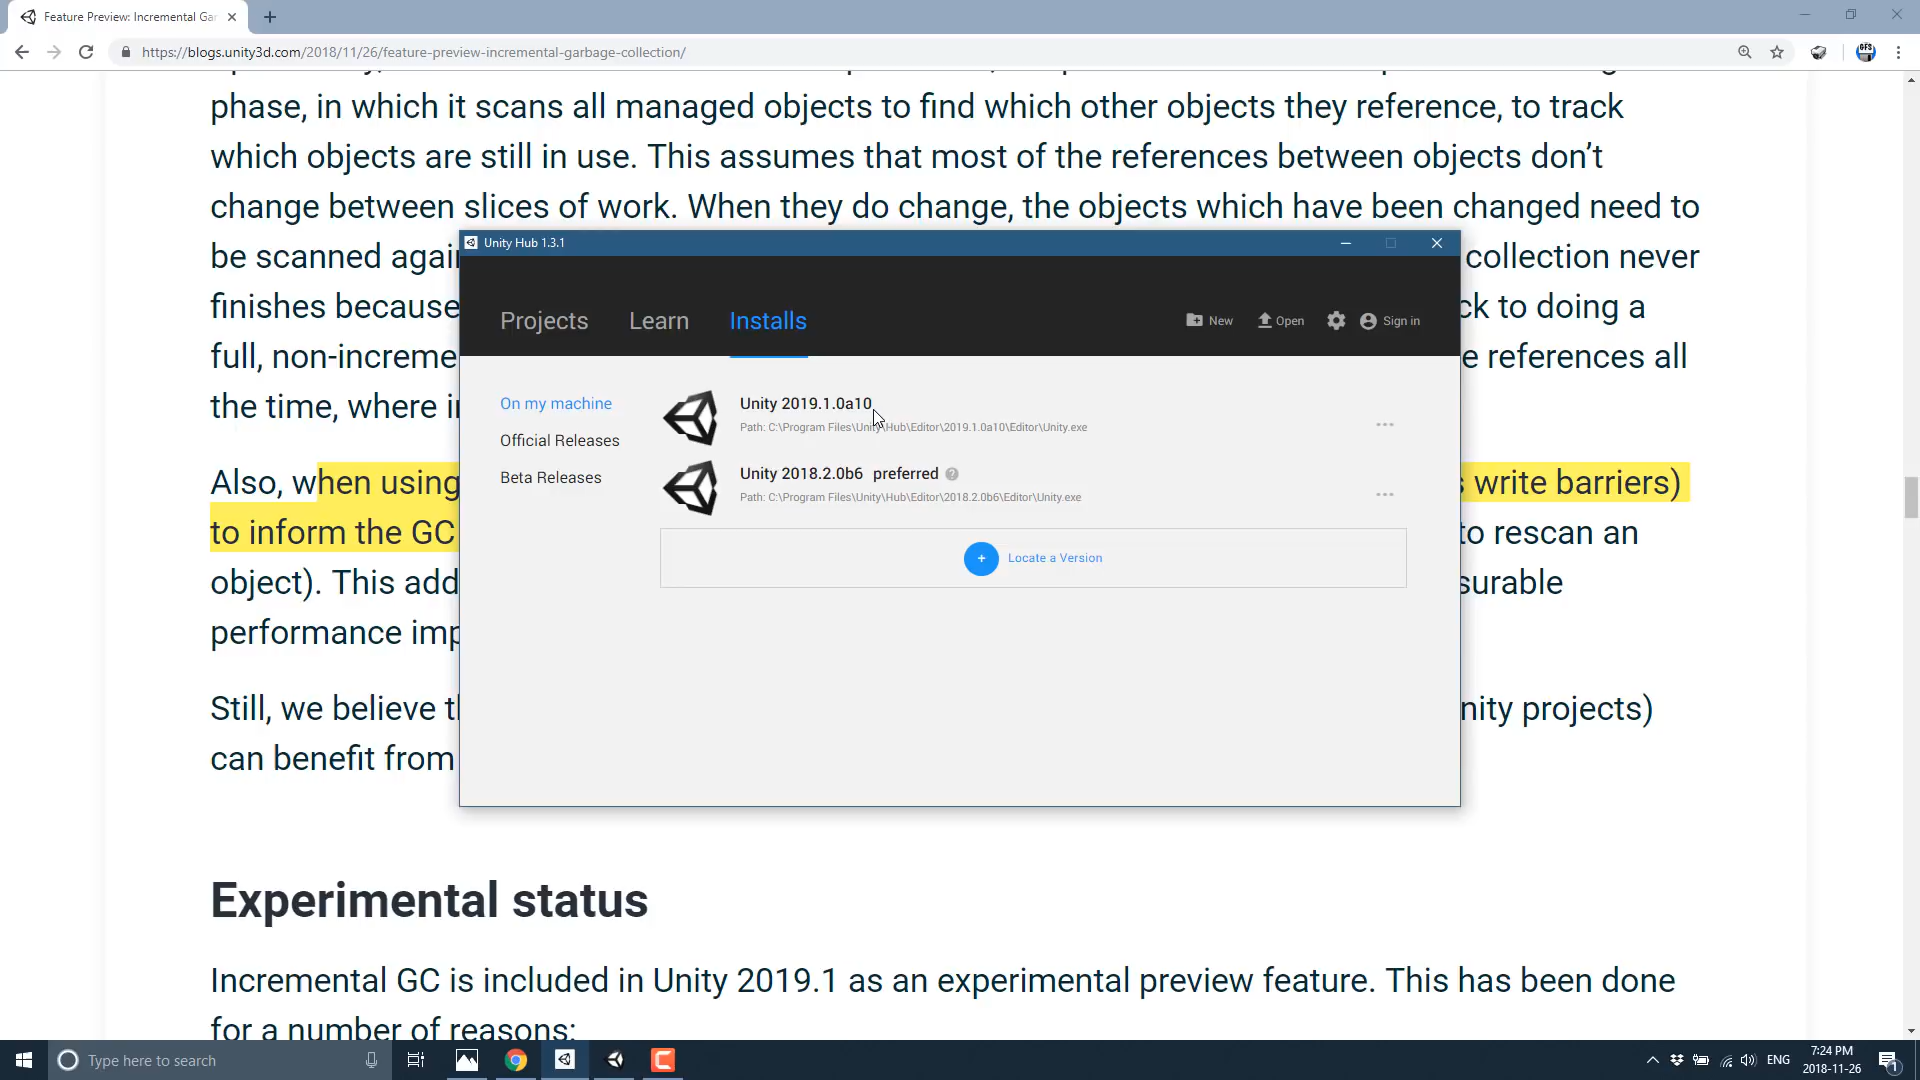 Feature Preview: Incremental Gar
https://blogs.unity3d.com/2018/11/26/feature-preview-incremental-garbage-collection/
phase, in which it scans all managed objects to find which other objects they reference, to track
which objects are still in use. This assumes that most of the references between objects don’t
change between slices of work. When they do change, the objects which have been changed need to
be scanned again
collection never
finishes because
ck to doing a
full, non-increme
e references all
the time, where in
Also, when using
s write barriers)
to inform the GC
to rescan an
object). This add
surable
performance imp
Still, we believe th
nity projects)
can benefit from
Unity Hub 1.3.1
Projects
Learn
Installs
New
Open
Sign in
On my machine
Official Releases
Beta Releases
Unity 2019.1.0a10
Path: C:\Program Files\Unity\Hub\Editor\2019.1.0a10\Editor\Unity.exe
Unity 2018.2.0b6 preferred
Path: C:\Program Files\Unity\Hub\Editor\2018.2.0b6\Editor\Unity.exe
Locate a Version
Experimental status
Incremental GC is included in Unity 2019.1 as an experimental preview feature. This has been done
for a number of reasons:
Type here to search
ENG
7:24 PM
2018-11-26